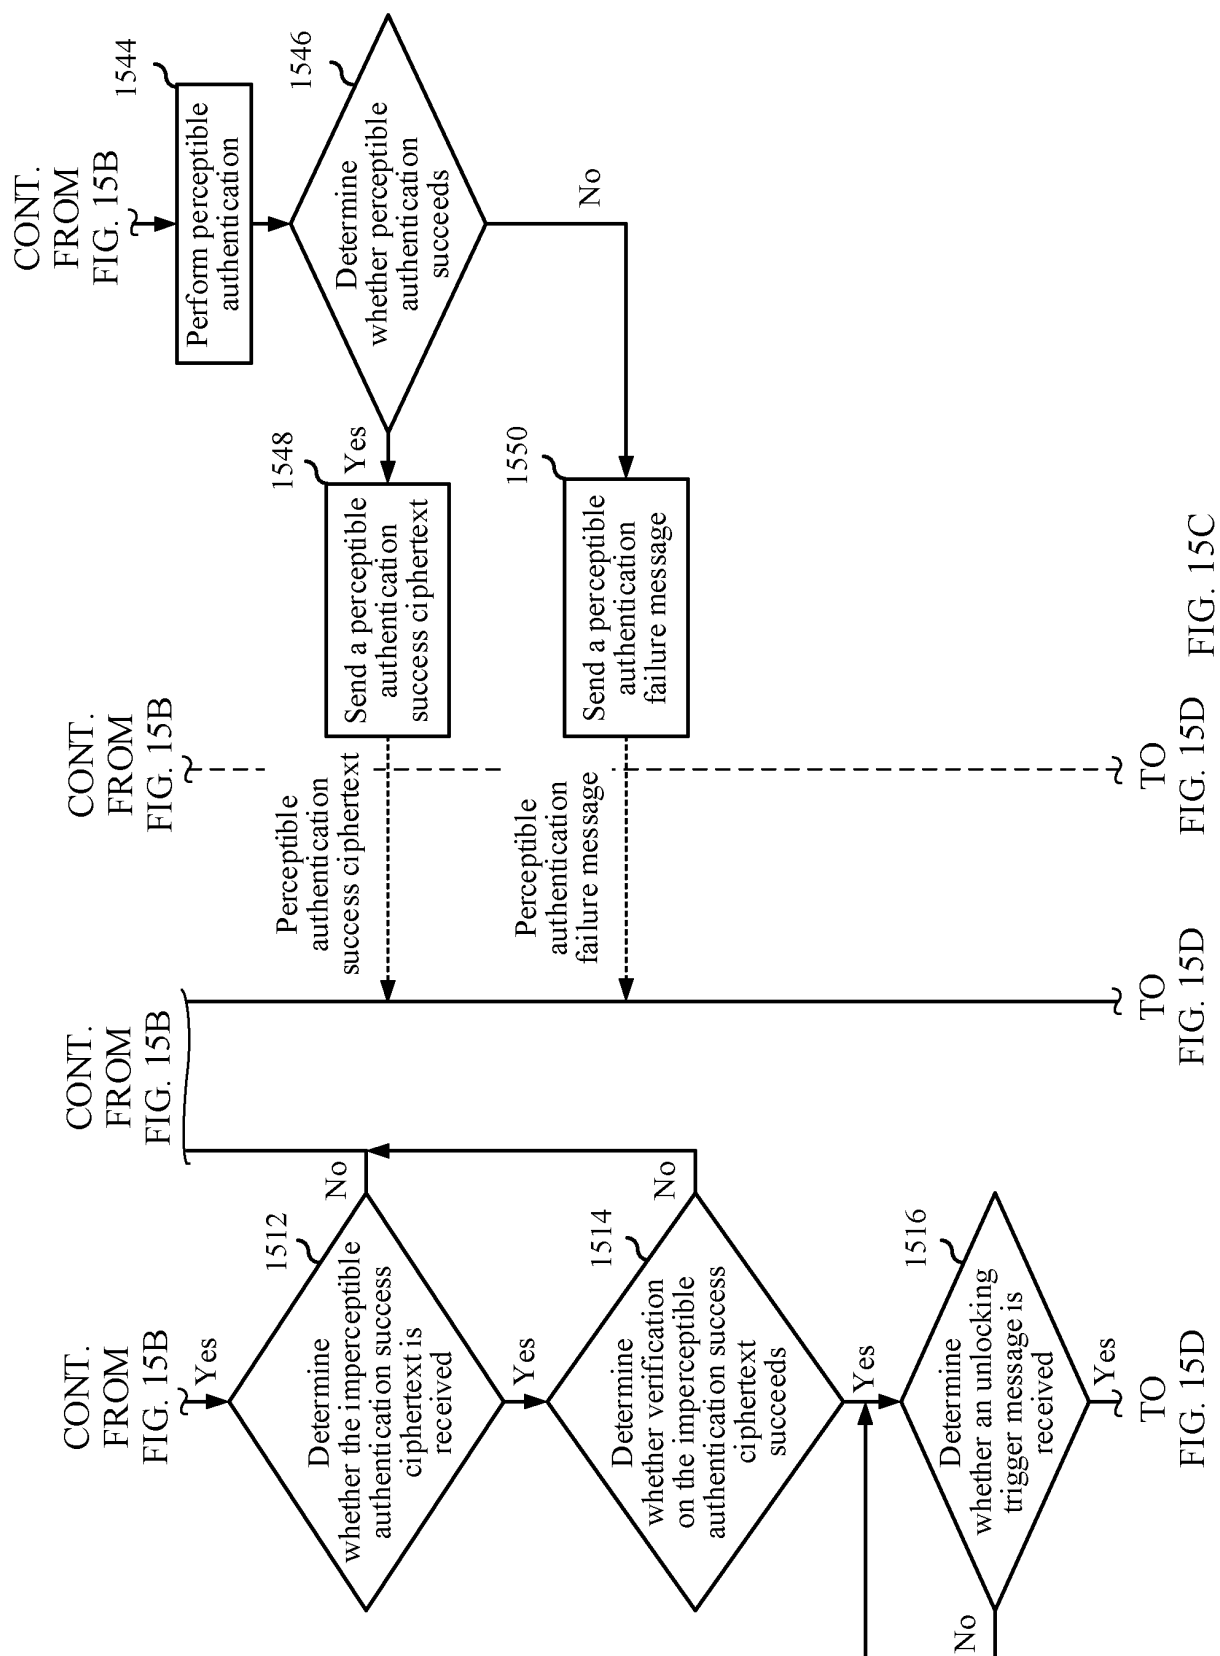 CONT.
FROM
FIG. 15B
Yes
1512
Determine
whether the imperceptible
authentication success
ciphertext is
received
No
Yes
1514
Determine
whether verification
on the imperceptible
authentication success
ciphertext
succeeds
No
Yes
1516
Determine
whether an unlocking
trigger message is
received
No
Yes
TO
FIG. 15D
CONT.
FROM
FIG. 15B
TO
FIG. 15D
Perceptible
authentication
success ciphertext
Perceptible
authentication
failure message
CONT.
FROM
FIG. 15B
TO
FIG. 15D
CONT.
FROM
FIG. 15B
1544
Perform perceptible
authentication
1546
Determine
whether perceptible
authentication
succeeds
Yes
No
1548
Send a perceptible
authentication
success ciphertext
1550
Send a perceptible
authentication
failure message
FIG. 15C